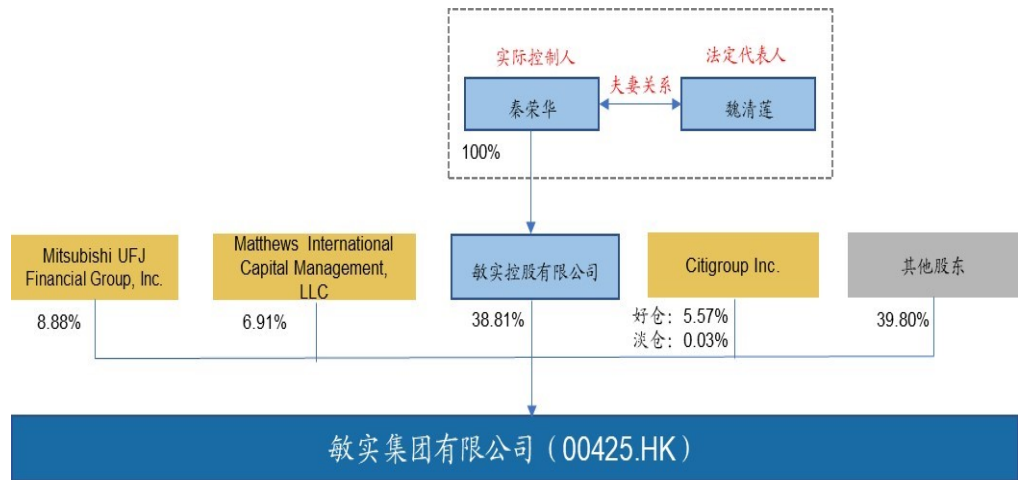 实际控制人
法定代表人
夫妻关系
秦荣华
魏清莲
100%
Mitsubishi UFJ
Financial Group, Inc.
Matthews International
Capital Management,
LLC
敏实控股有限公司
Citigroup Inc.
其他股东
8.88%
6.91%
38.81%
好仓：5.57%
淡仓：0.03%
39.80%
敏实集团有限公司（00425.HK）